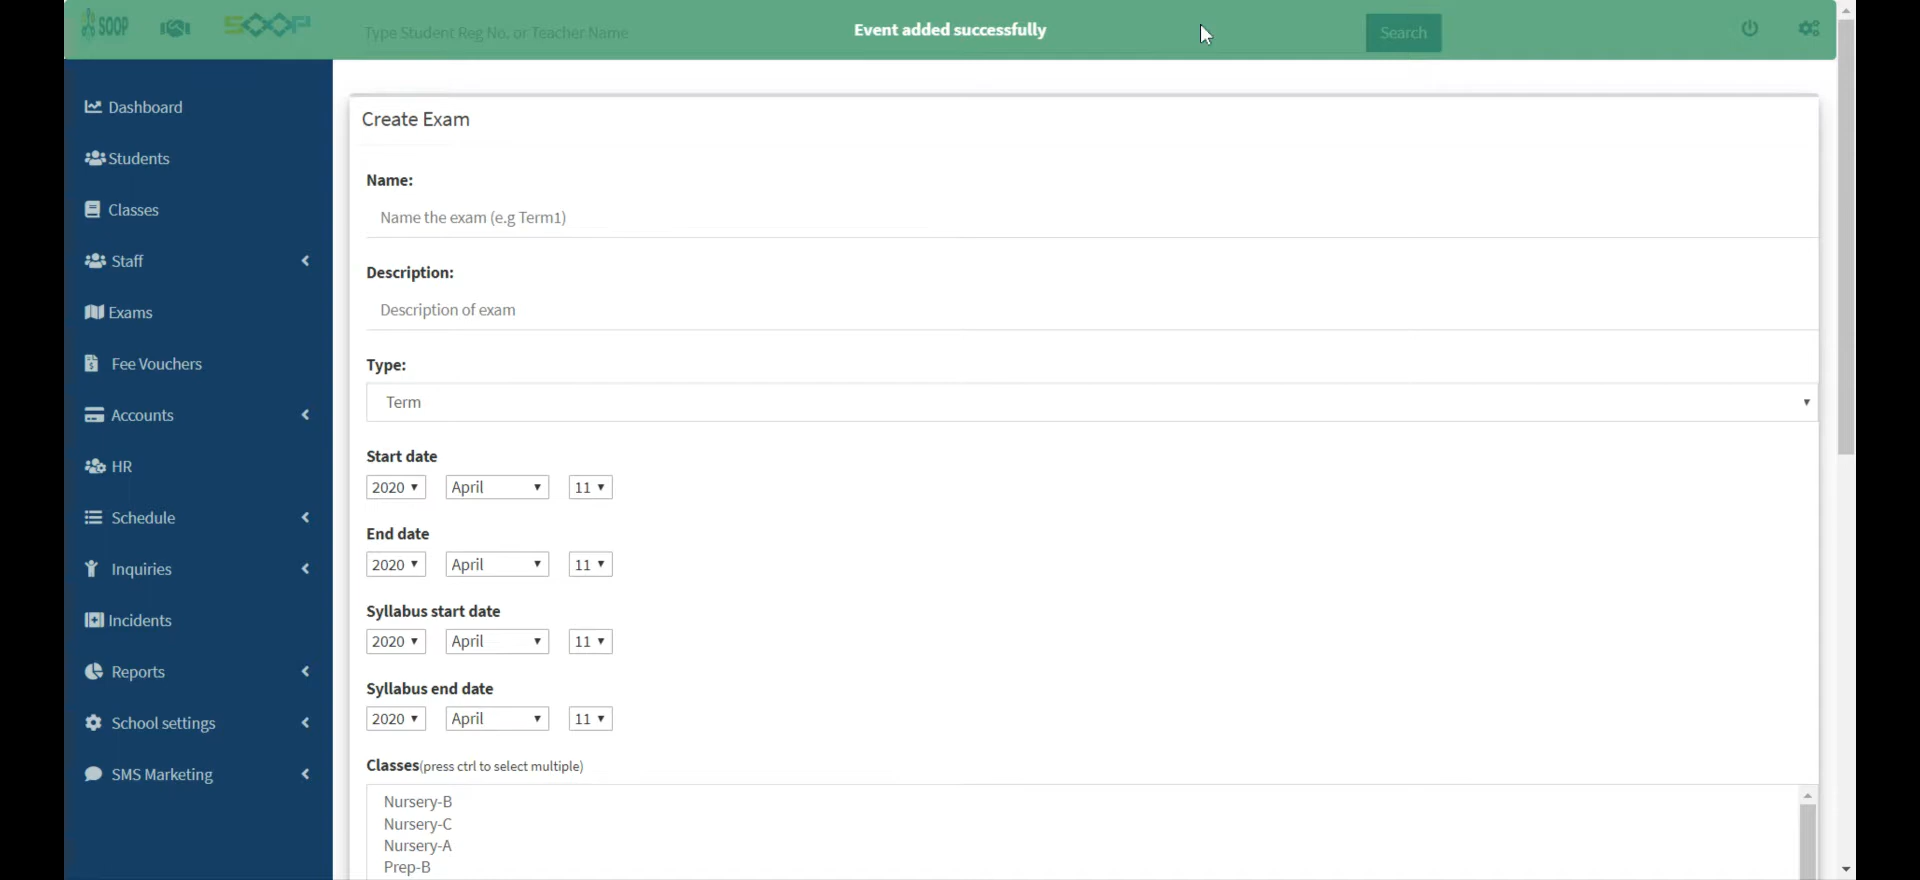 SOOP
SOOP
Type Student Reg No. or Teacher Name
Event added successfully
Search
Dashboard
Students
Classes
Staff
Exams
Fee Vouchers
Accounts
HR
Schedule
Inquiries
Incidents
Reports
School settings
SMS Marketing
Create Exam
Name:
Name the exam (e.g Term1)
Description:
Description of exam
Type:
Term
Start date
2020 April 11
End date
2020 April 11
Syllabus start date
2020 April 11
Syllabus end date
2020 April 11
Classes(press ctrl to select multiple)
Nursery-B
Nursery-C
Nursery-A
Prep-B